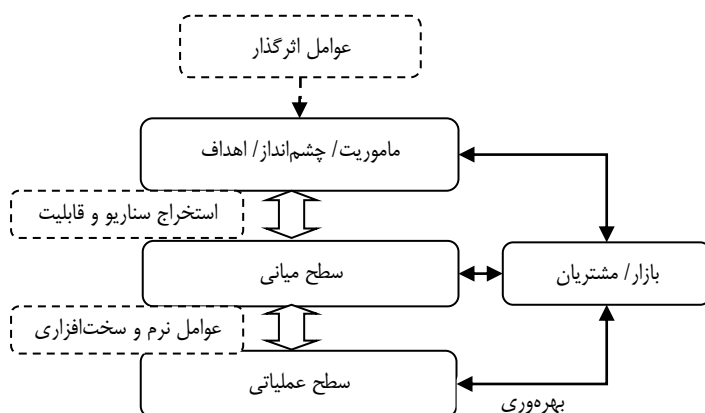 عوامل اثرگذار
ماموریت/ چشم‌انداز/ اهداف
استخراج سناریو و قابلیت
سطح میانی
بازار/ مشتریان
عوامل نرم و سخت‌افزاری
سطح عملیاتی
بهره‌وری